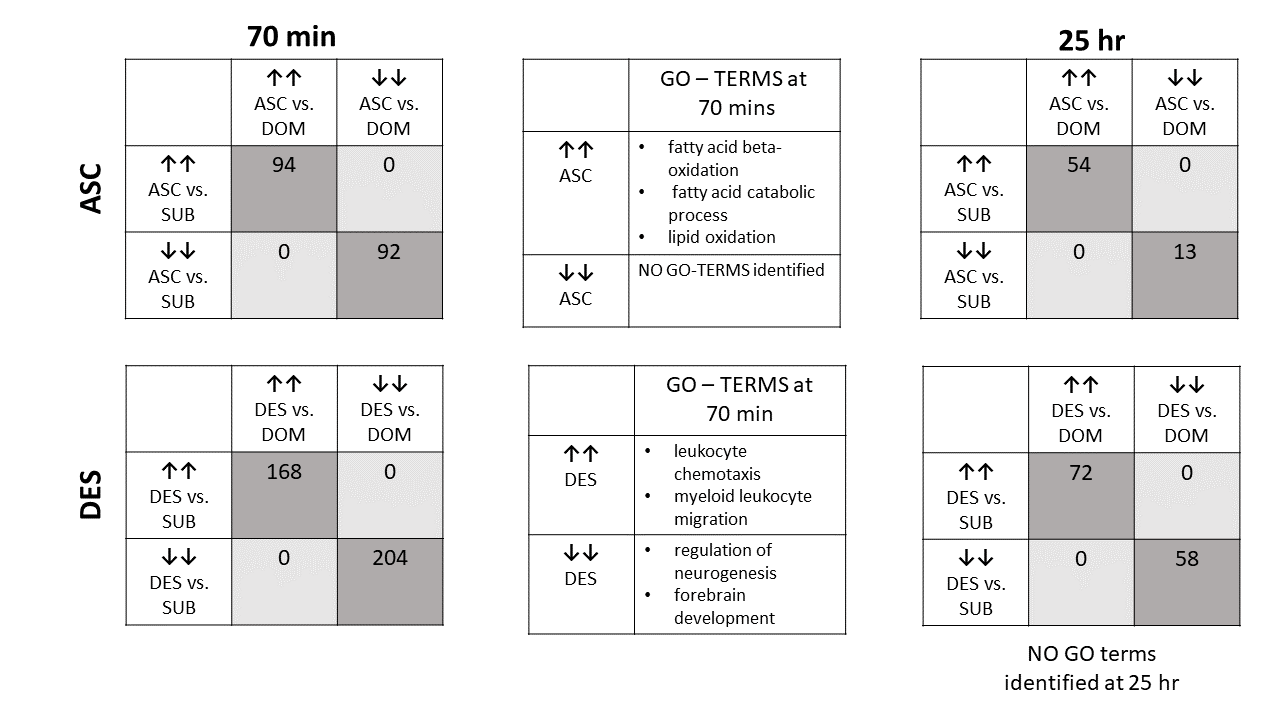 70 min
↑↑
ASC vs.
DOM
↓↓
ASC vs.
DOM
ASC
↑↑
ASC vs.
SUB
94
0
↓↓
ASC vs.
SUB
0
92
GO – TERMS at
70 mins
↑↑
ASC
• fatty acid beta-
oxidation
• fatty acid catabolic
process
• lipid oxidation
↓↓
ASC
NO GO-TERMS identified
25 hr
↑↑
ASC vs.
DOM
↓↓
ASC vs.
DOM
↑↑
ASC vs.
SUB
54
0
↓↓
ASC vs.
SUB
0
13
DES
↑↑
DES vs.
DOM
↓↓
DES vs.
DOM
↑↑
DES vs.
SUB
168
0
↓↓
DES vs.
SUB
0
204
GO – TERMS at
70 min
↑↑
DES
• leukocyte
chemotaxis
• myeloid leukocyte
migration
↓↓
DES
• regulation of
neurogenesis
• forebrain
development
↑↑
DES vs.
DOM
↓↓
DES vs.
DOM
↑↑
DES vs.
SUB
72
0
↓↓
DES vs.
SUB
0
58
NO GO terms
identified at 25 hr